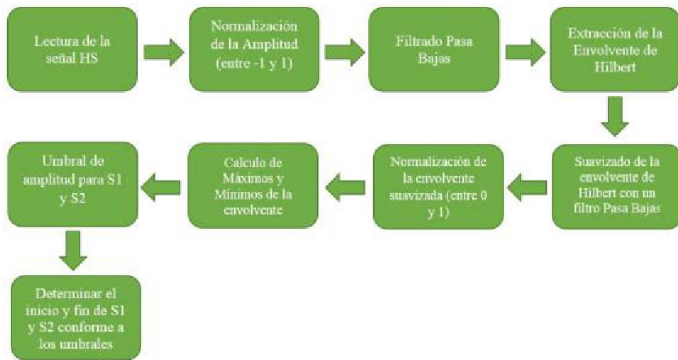 Lectura de la
señal HS
Normalización
de la Amplitud
(entre -1 y 1)
Filtrado Pasa
Bajas
Extracción de la
Envolvente de
Hilbert
Suavizado de la
envolvente de
Hilbert con un
filtro Pasa Bajas
Normalización de
la envolvente
suavizada (entre 0
y 1)
Calculo de
Máximos y
Mínimos de la
envolvente
Umbral de
amplitud para S1
y S2
Determinar el
inicio y fin de S1
y S2 conforme a
los umbrales